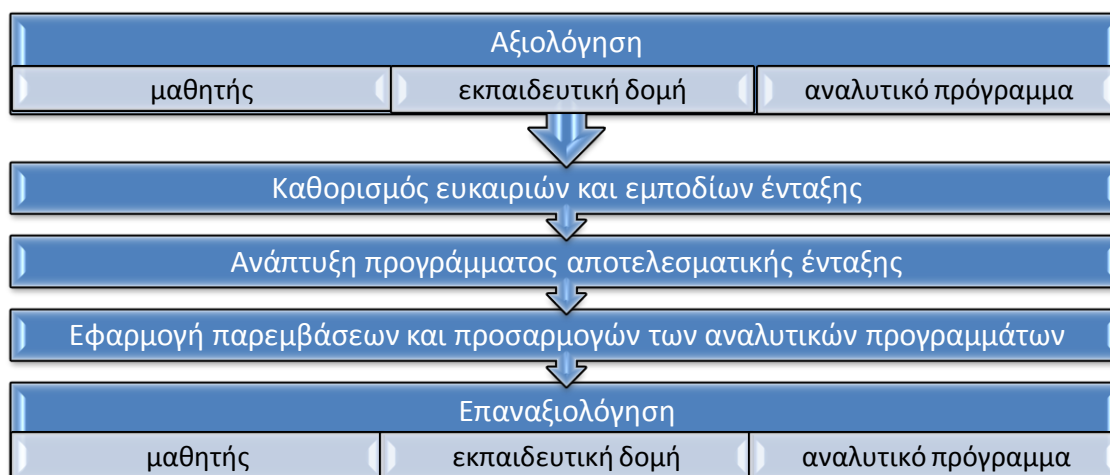 Αξιολόγηση
μαθητής εκπαιδευτική δομή αναλυτικό πρόγραμμα
Καθορισμός ευκαιριών και εμποδίων ένταξης
Ανάπτυξη προγράμματος αποτελεσματικής ένταξης
Εφαρμογή παρεμβάσεων και προσαρμογών των αναλυτικών προγραμμάτων
Επαναξιολόγηση
μαθητής εκπαιδευτική δομή αναλυτικό πρόγραμμα